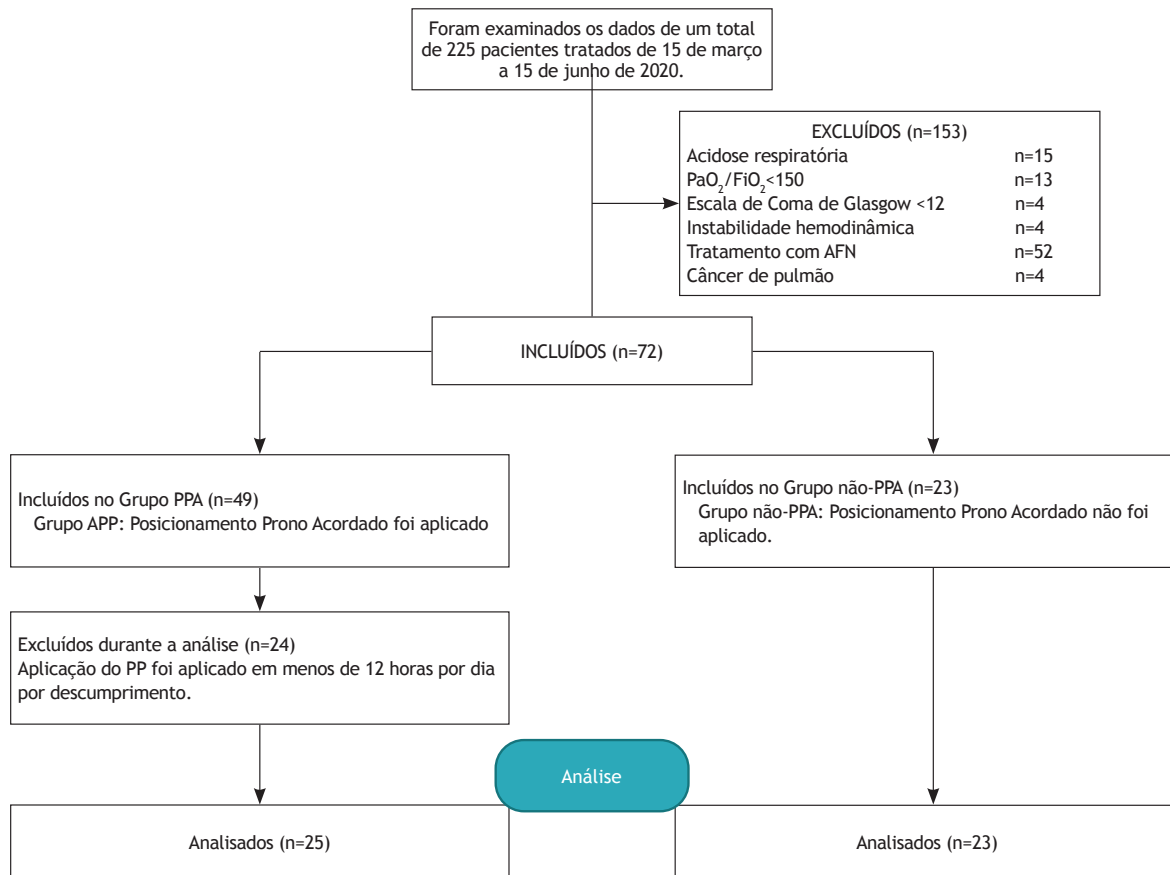 Foram examinados os dados de um total
de 225 pacientes tratados de 15 de março
a 15 de junho de 2020.
EXCLUÍDOS (n=153)
Acidose respiratória n=15
PaO₂/FiO₂<150 n=13
Escala de Coma de Glasgow <12 n=4
Instabilidade hemodinâmica n=4
Tratamento com AFN n=52
Câncer de pulmão n=4
INCLUÍDOS (n=72)
Incluídos no Grupo PPA (n=49)
Grupo APP: Posicionamento Prono Acordado foi aplicado
Incluídos no Grupo não-PPA (n=23)
Grupo não-PPA: Posicionamento Prono Acordado não foi
aplicado.
Excluídos durante a análise (n=24)
Aplicação do PP foi aplicado em menos de 12 horas por dia
por descumprimento.
Análise
Analisados (n=25)
Analisados (n=23)